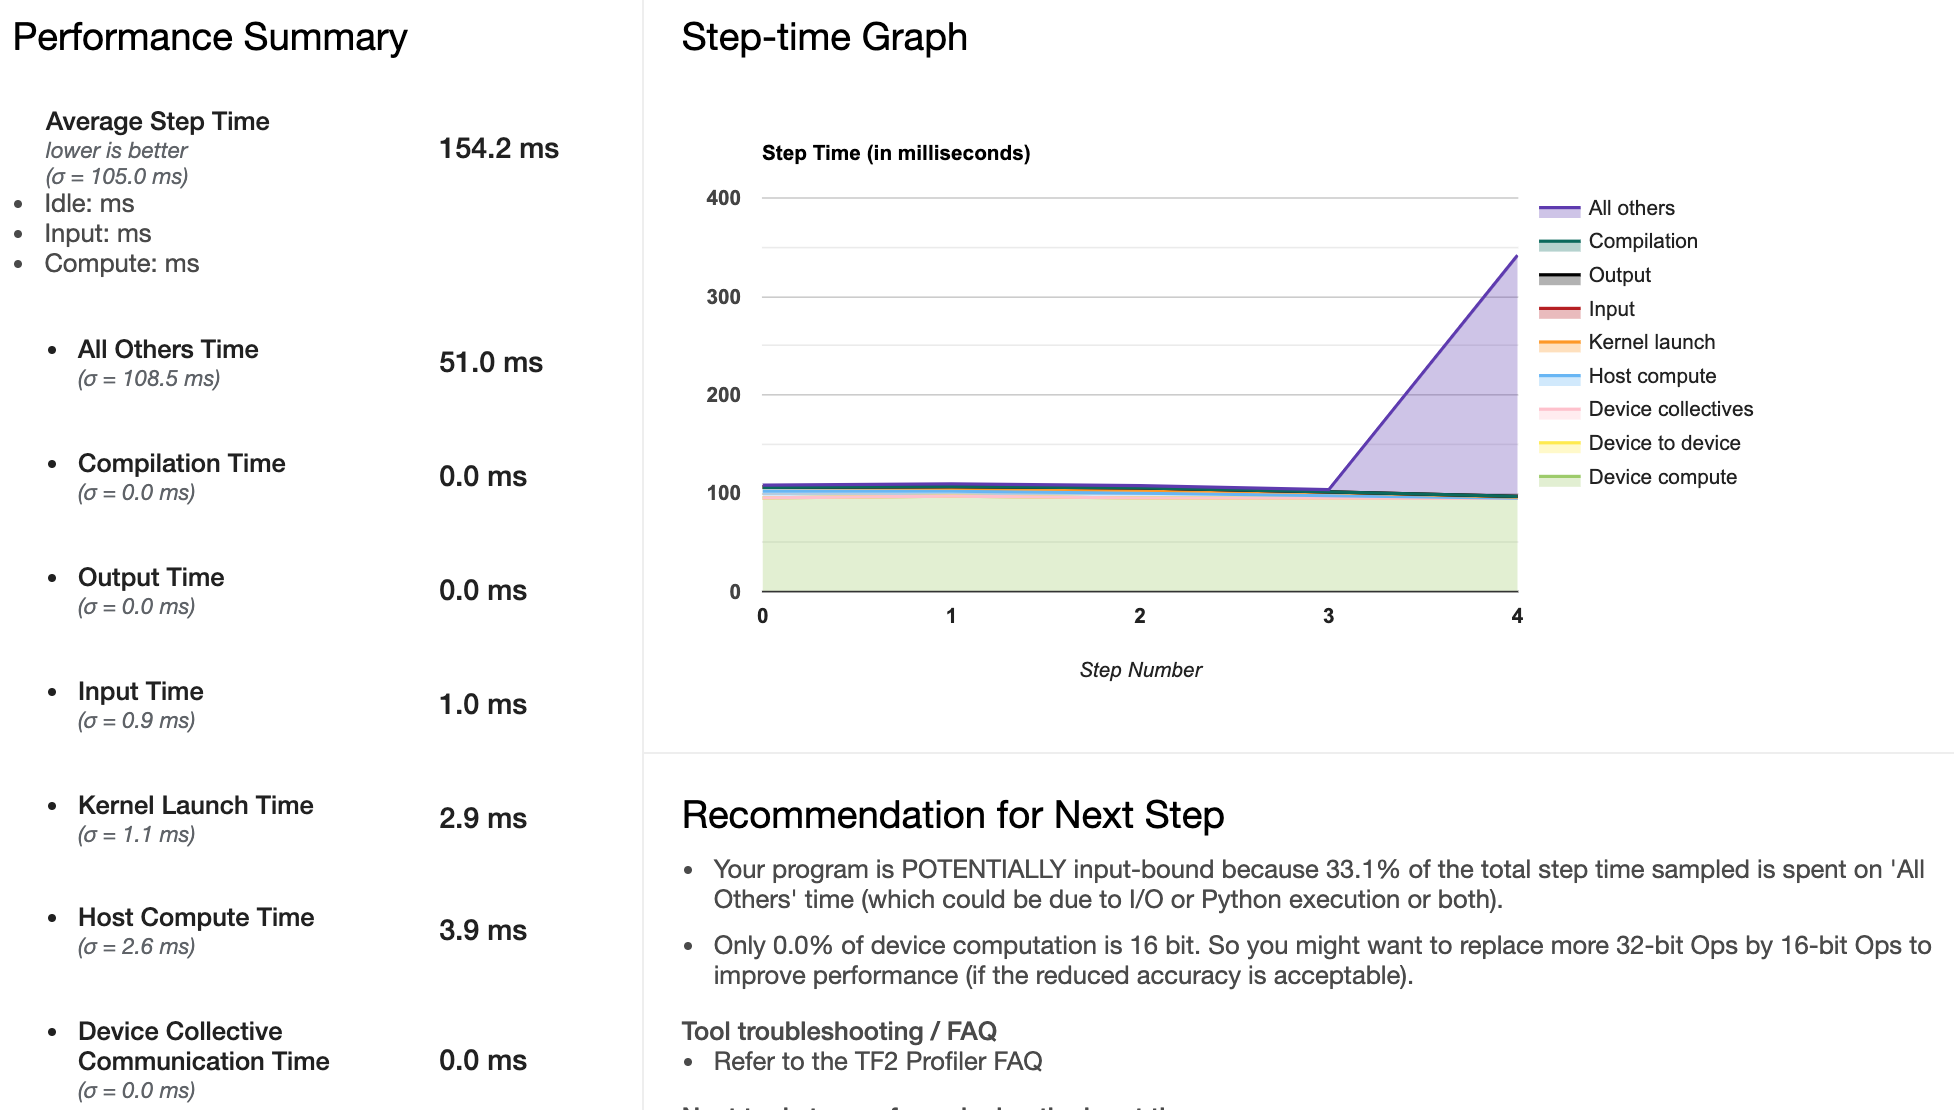 Performance Summary
Average Step Time
lower is better
(σ = 105.0 ms)
154.2 ms
• Idle: ms
• Input: ms
• Compute: ms
• All Others Time
(σ = 108.5 ms)
51.0 ms
• Compilation Time
(σ = 0.0 ms)
0.0 ms
• Output Time
(σ = 0.0 ms)
0.0 ms
• Input Time
(σ = 0.9 ms)
1.0 ms
• Kernel Launch Time
(σ = 1.1 ms)
2.9 ms
• Host Compute Time
(σ = 2.6 ms)
3.9 ms
• Device Collective
Communication Time
(σ = 0.0 ms)
0.0 ms
Step-time Graph
Step Time (in milliseconds)
400
300
200
100
0
0 1 2 3 4
Step Number
All others
Compilation
Output
Input
Kernel launch
Host compute
Device collectives
Device to device
Device compute
Recommendation for Next Step
• Your program is POTENTIALLY input-bound because 33.1% of the total step time sampled is spent on 'All
Others' time (which could be due to I/O or Python execution or both).
• Only 0.0% of device computation is 16 bit. So you might want to replace more 32-bit Ops by 16-bit Ops to
improve performance (if the reduced accuracy is acceptable).
Tool troubleshooting / FAQ
• Refer to the TF2 Profiler FAQ